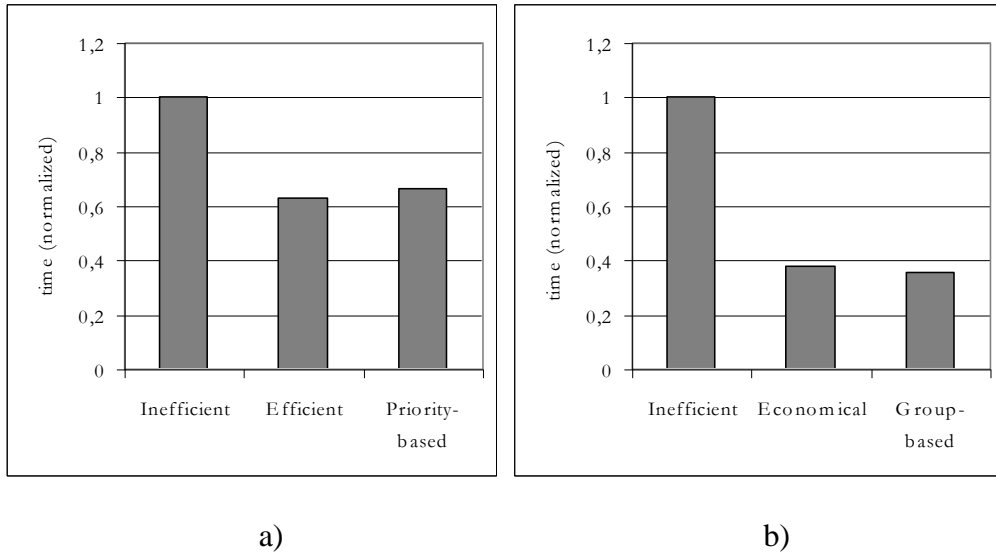 1,2
1
0,8
0,6
0,4
0,2
0
time (normalized)
Inefficient Efficient Priority-
based
a)
1,2
1
0,8
0,6
0,4
0,2
0
time (normalized)
Inefficient Economical Group-
based
b)